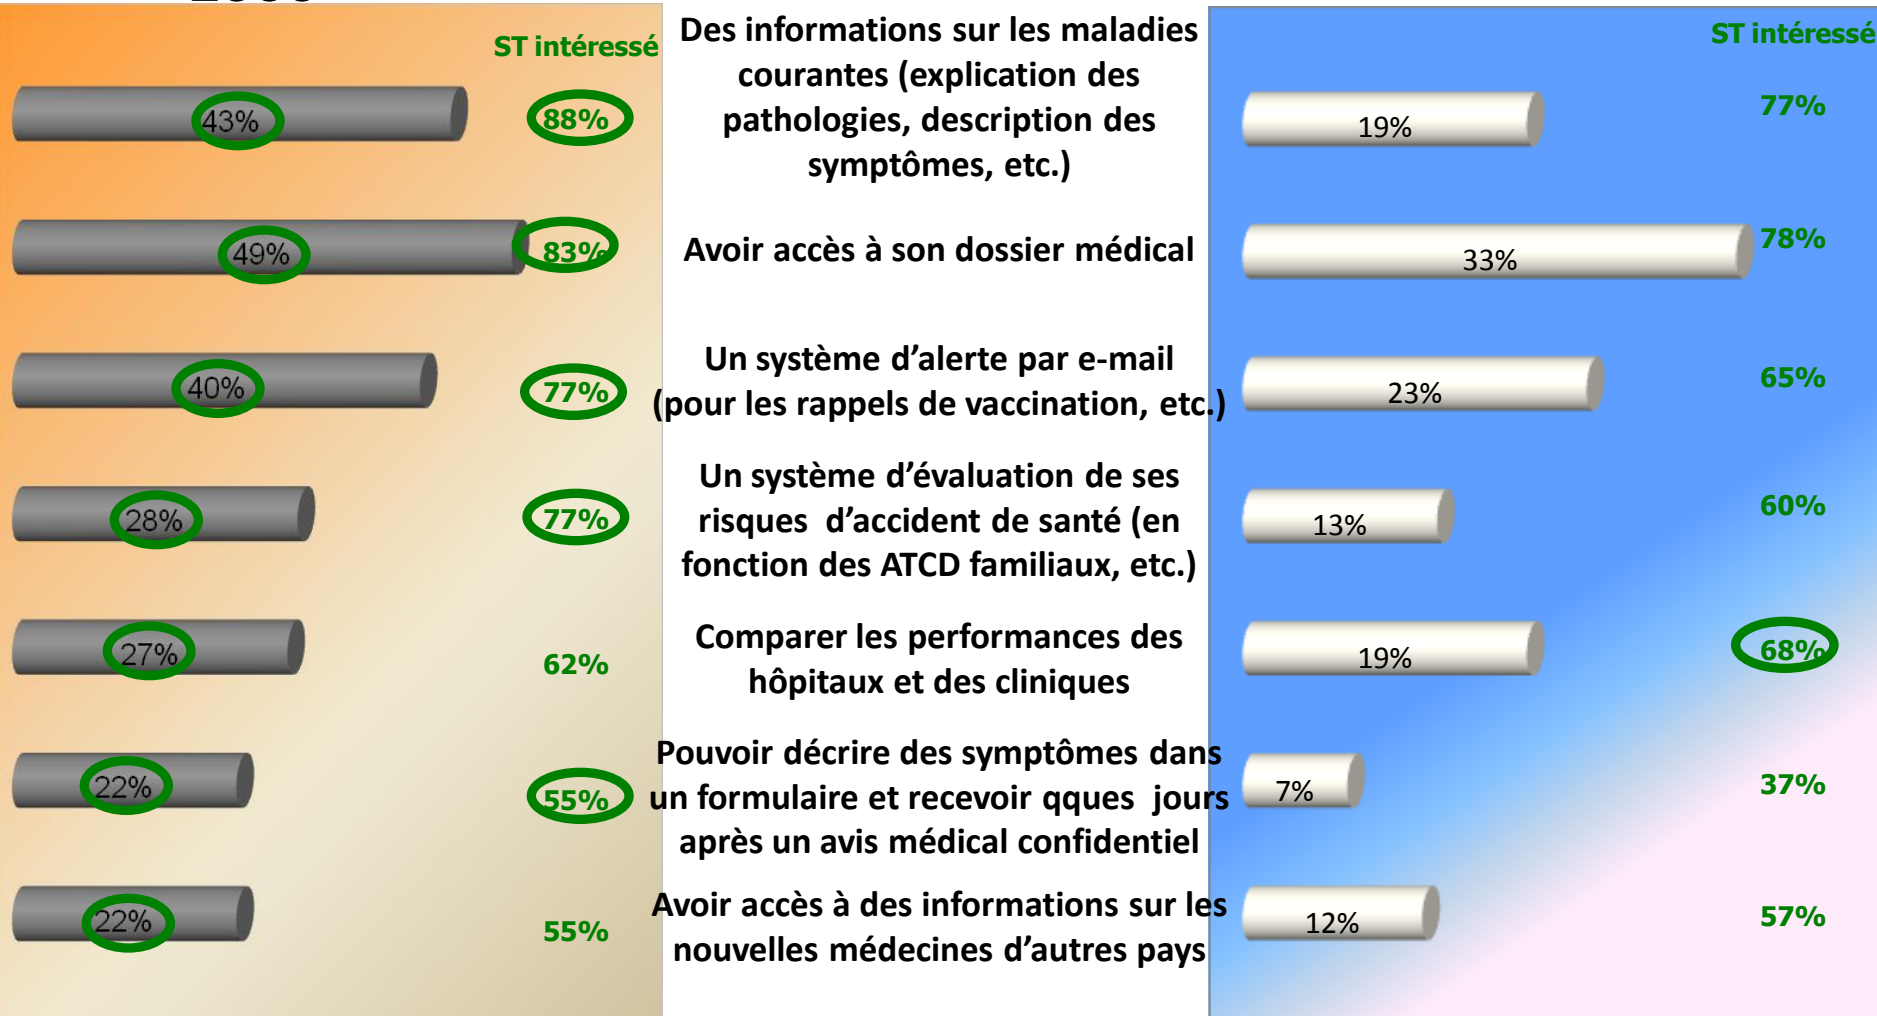 ST intéressé
43%
88%
49%
83%
40%
77%
28%
77%
27%
62%
22%
55%
22%
55%
Des informations sur les maladies
courantes (explication des
pathologies, description des
symptômes, etc.)
Avoir accès à son dossier médical
Un système d’alerte par e-mail
(pour les rappels de vaccination, etc.)
Un système d’évaluation de ses
risques d’accident de santé (en
fonction des ATCD familiaux, etc.)
Comparer les performances des
hôpitaux et des cliniques
Pouvoir décrire des symptômes dans
un formulaire et recevoir qques jours
après un avis médical confidentiel
Avoir accès à des informations sur les
nouvelles médecines d’autres pays
ST intéressé
19%
77%
33%
78%
23%
65%
13%
60%
19%
68%
7%
37%
12%
57%